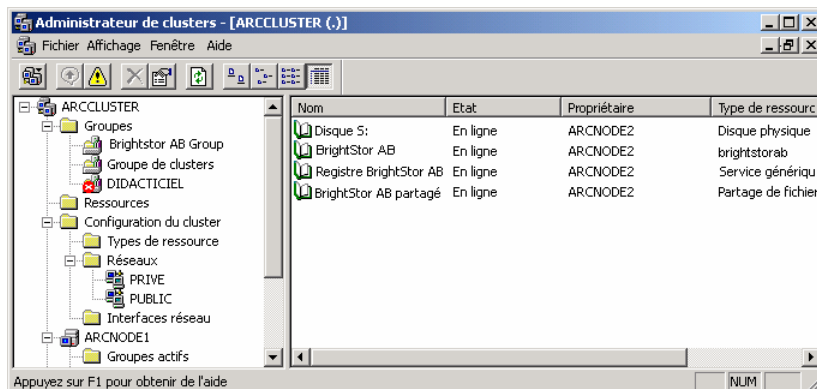 Administrateur de clusters - [ARCCLUSTER (.)]
Fichier Affichage Fenêtre Aide
ARCCLUSTER
Groupes
Brightstor AB Group
Groupe de clusters
DIDACTICIEL
Ressources
Configuration du cluster
Types de ressource
Réseaux
PRIVE
PUBLIC
Interfaces réseau
ARCNODE1
Groupes actifs
Nom Etat Propriétaire Type de ressourc
Disque S: En ligne ARCNODE2 Disque physique
BrightStor AB En ligne ARCNODE2 brightstorab
Registre BrightStor AB En ligne ARCNODE2 Service génériqu
BrightStor AB partagé En ligne ARCNODE2 Partage de fichier
Appuyez sur F1 pour obtenir de l'aide NUM